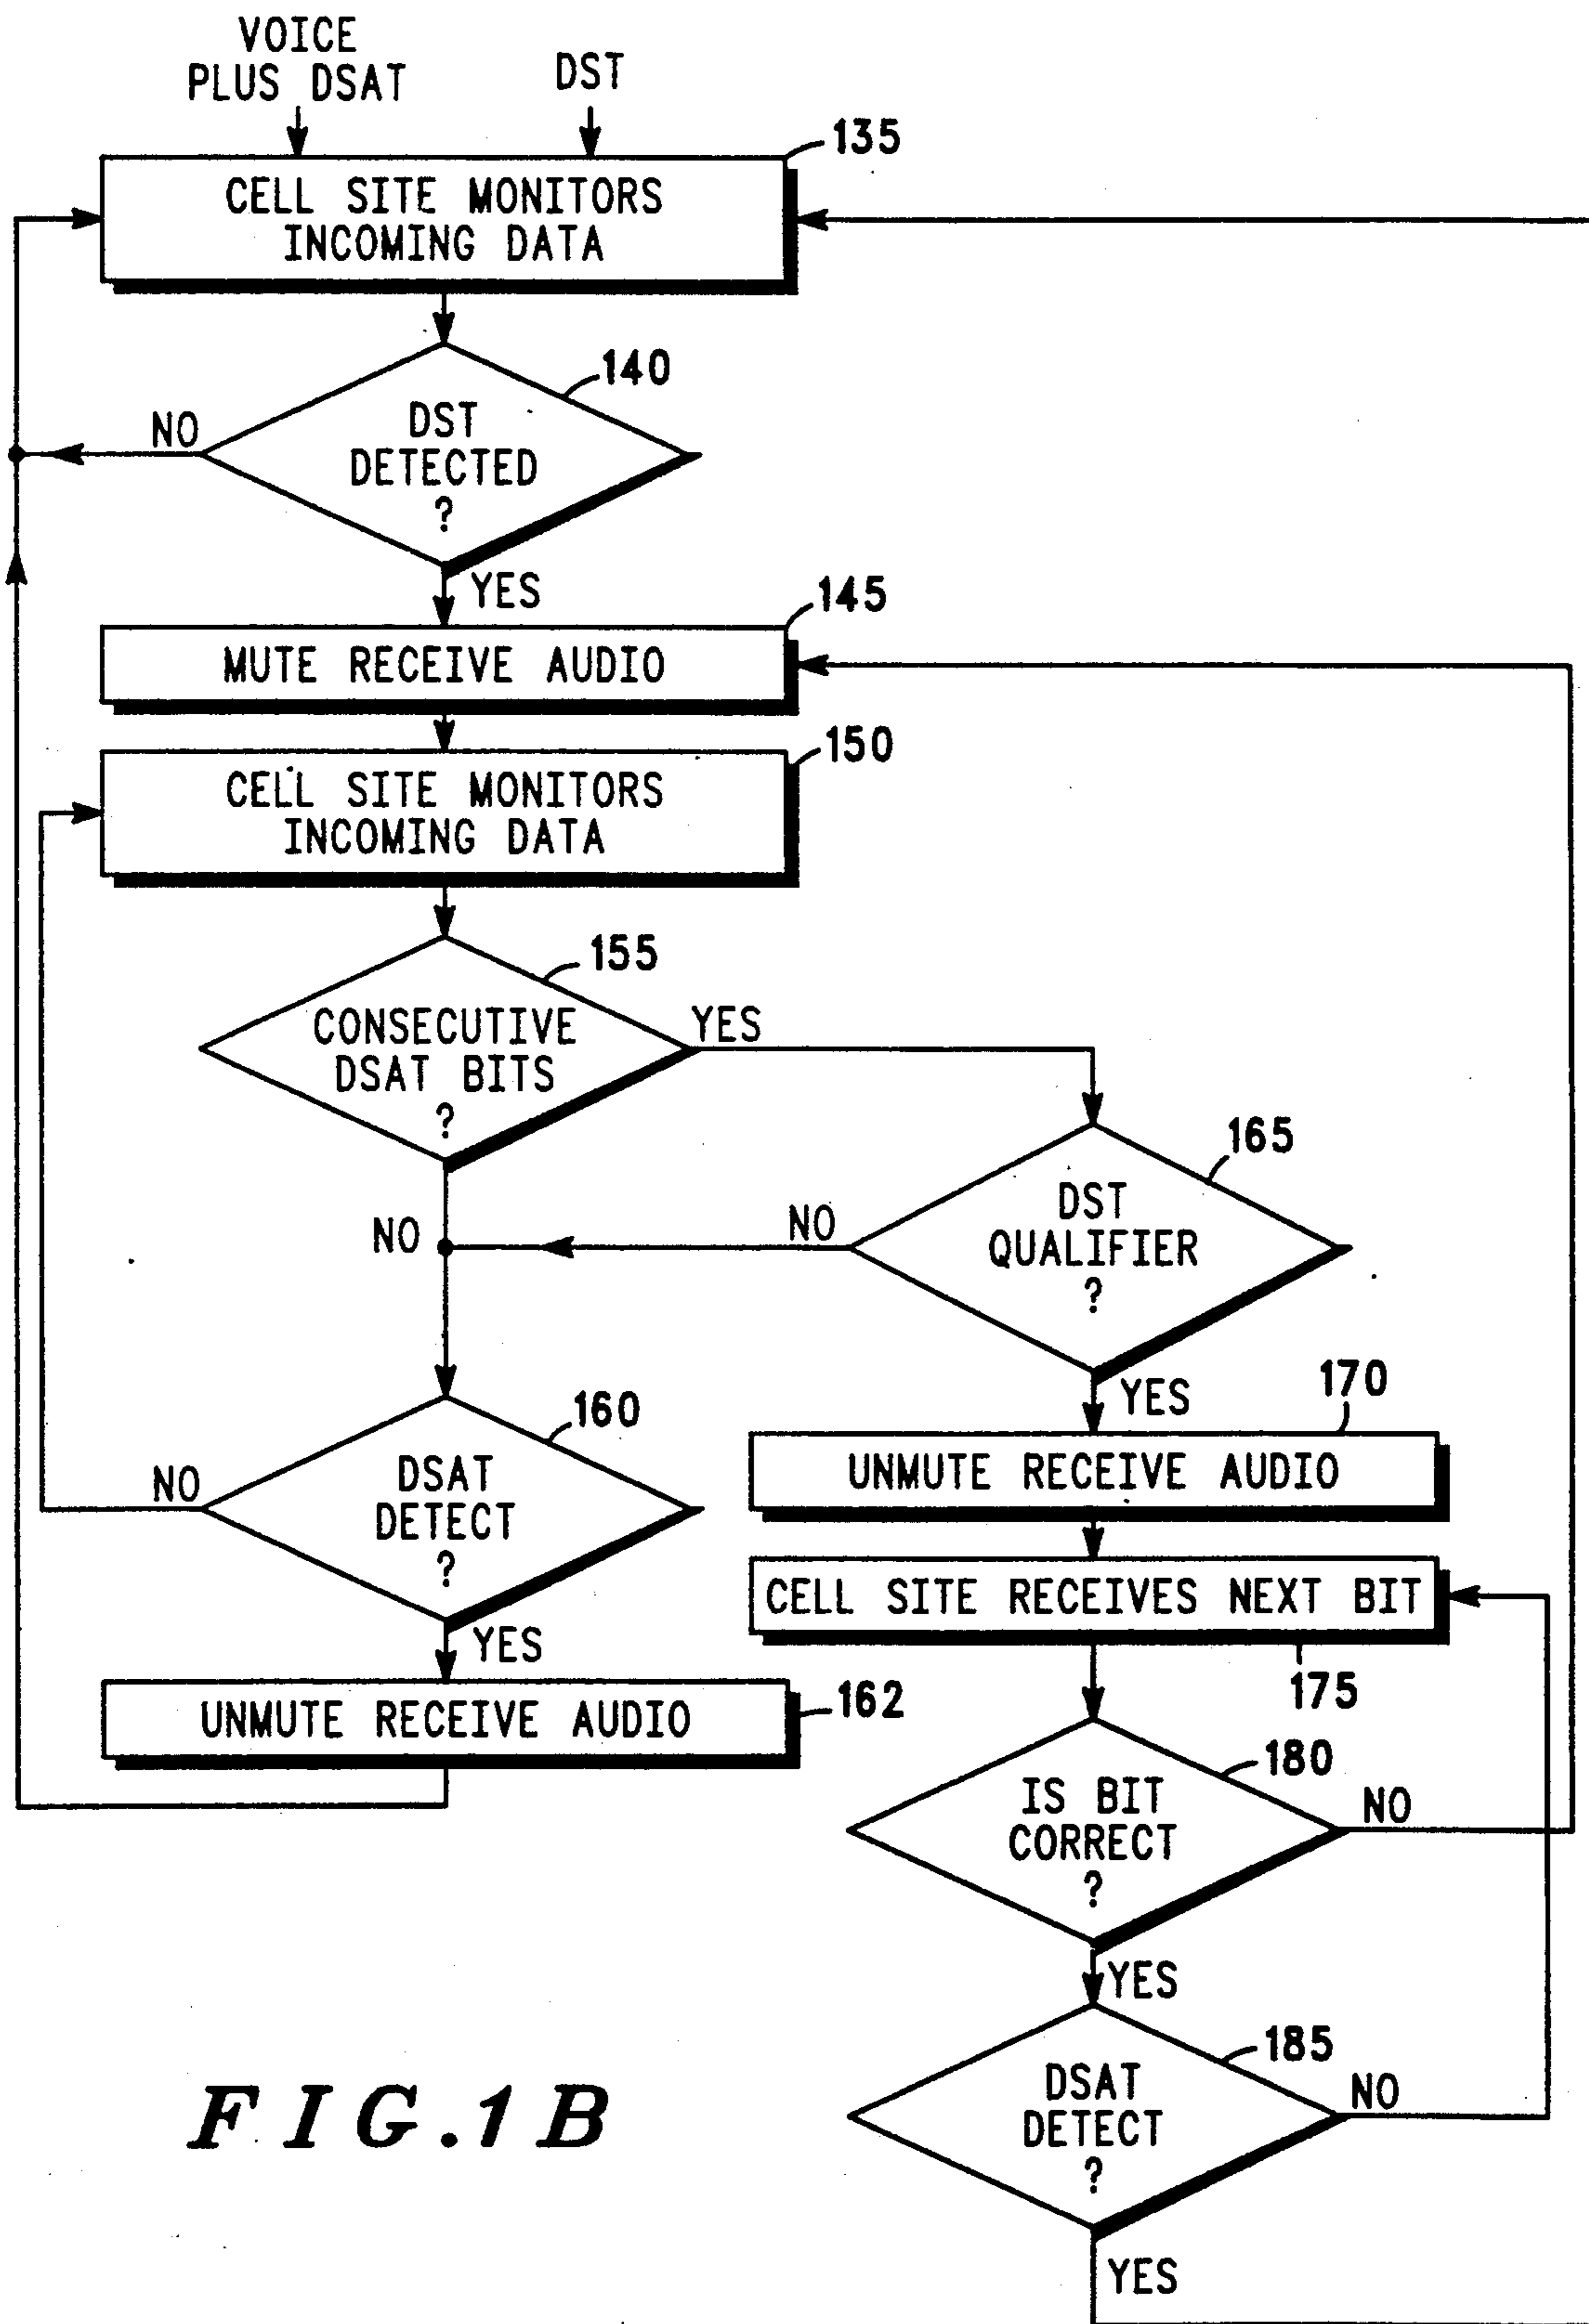 VOICE
PLUS DSAT
DST
135
CELL SITE MONITORS
INCOMING DATA
140
DST
DETECTED
?
NO
YES
145
MUTE RECEIVE AUDIO
150
CELL SITE MONITORS
INCOMING DATA
155
CONSECUTIVE
DSAT BITS
?
YES
NO
165
DST
QUALIFIER
?
NO
YES
160
DSAT
DETECT
?
NO
YES
170
UNMUTE RECEIVE AUDIO
CELL SITE RECEIVES NEXT BIT
175
UNMUTE RECEIVE AUDIO
162
180
IS BIT
CORRECT
?
NO
YES
185
DSAT
DETECT
?
NO
YES
FIG.1B